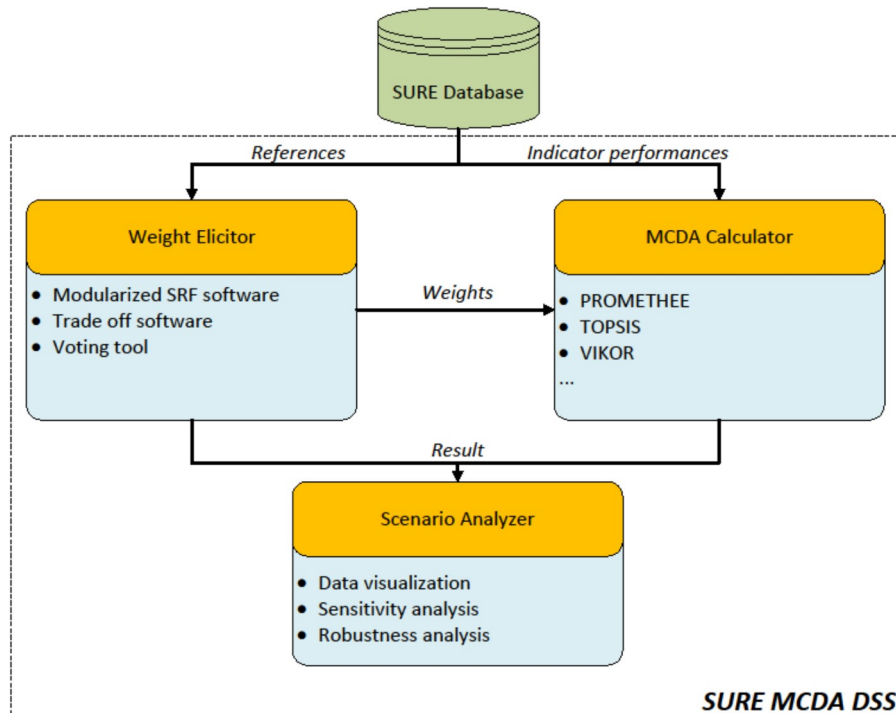 SURE Database
References
Indicator performances
Weight Elicitor
MCDA Calculator
• Modularized SRF software
• Trade off software
• Voting tool
Weights
• PROMETHEE
• TOPSIS
• VIKOR
...
Result
Scenario Analyzer
• Data visualization
• Sensitivity analysis
• Robustness analysis
SURE MCDA DSS